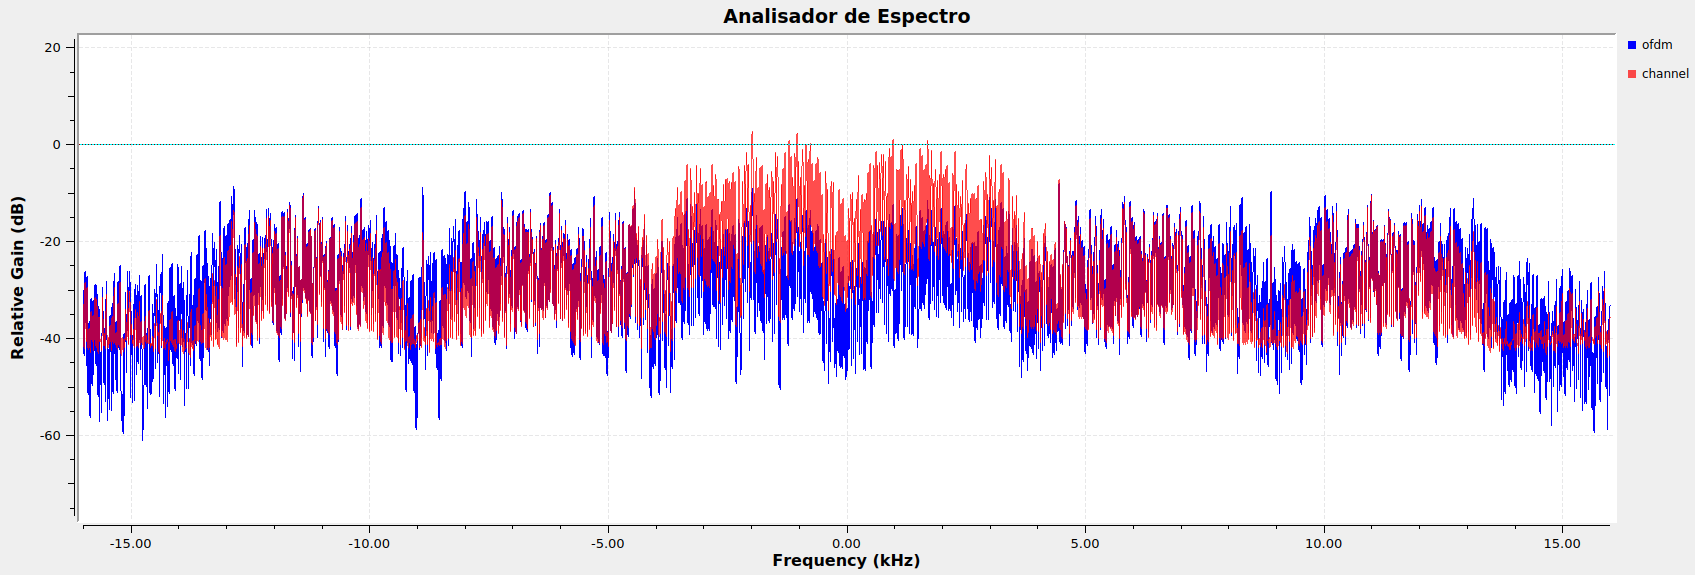 Analisador de Espectro
20
0
-20
-40
-60
Relative Gain (dB)
-15.00
-10.00
-5.00
0.00
5.00
10.00
15.00
Frequency (kHz)
ofdm
channel